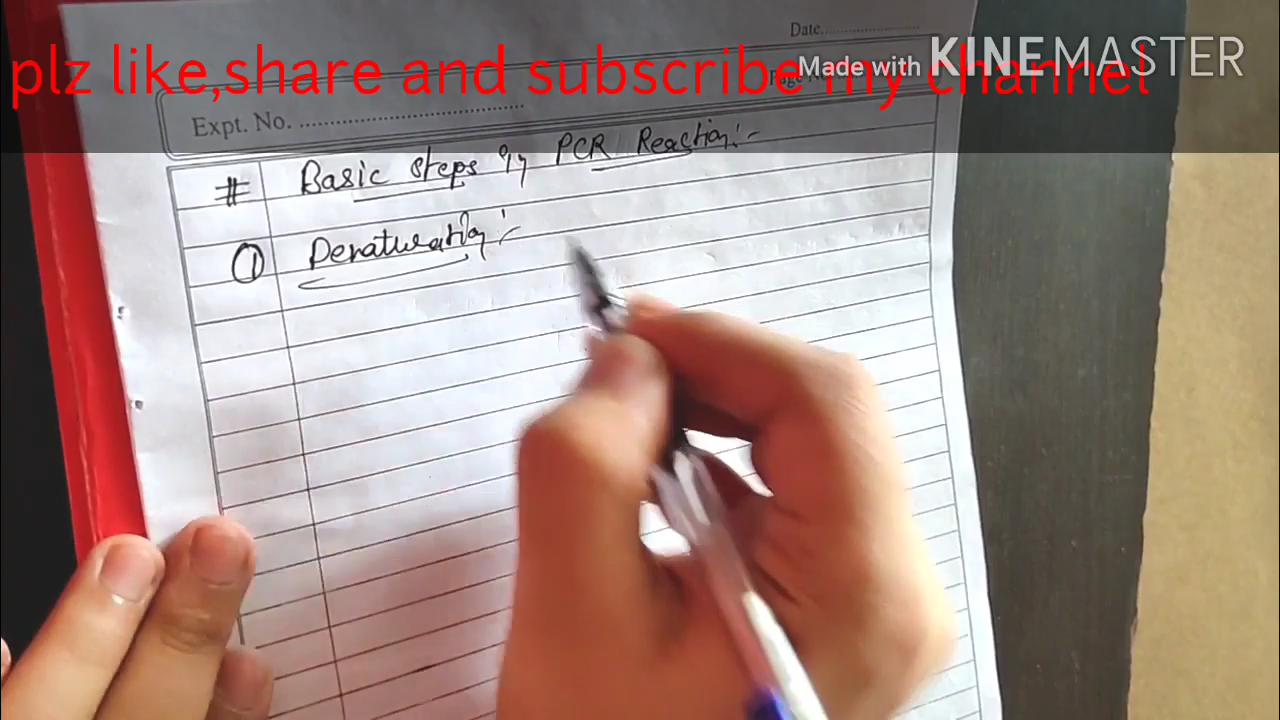 Date....................
plz like,share and subscribe my channel
Made with KINEMASTER
Expt. No. ..........................................
# Basic steps in PCR Reaction:-
① Denaturation:-